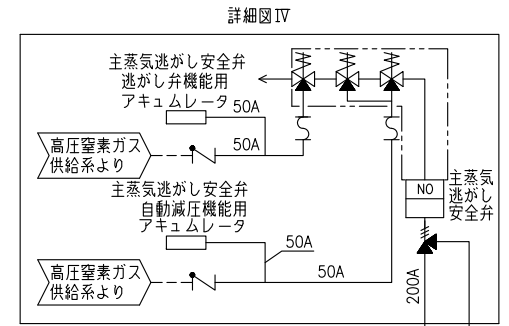 詳細図Ⅳ
主蒸気逃がし安全弁
逃がし弁機能用
アキュムレータ
50A
50A
高圧窒素ガス
供給系より
主蒸気逃がし安全弁
自動減圧機能用
アキュムレータ
50A
50A
高圧窒素ガス
供給系より
NO
主蒸気
逃がし
安全弁
200A